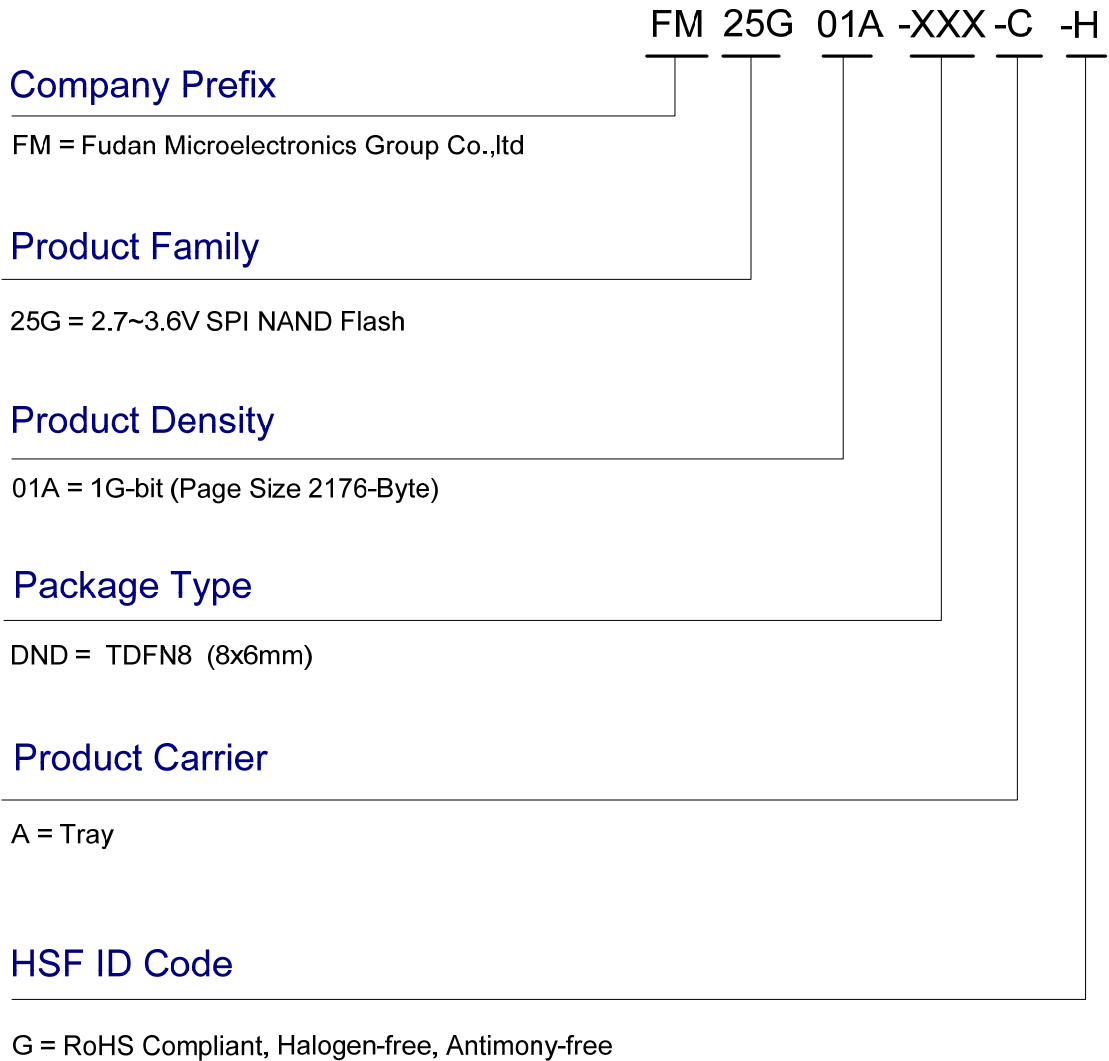 FM 25G 01A -XXX -C -H
Company Prefix
FM = Fudan Microelectronics Group Co.,ltd
Product Family
25G = 2.7~3.6V SPI NAND Flash
Product Density
01A = 1G-bit (Page Size 2176-Byte)
Package Type
DND = TDFN8 (8x6mm)
Product Carrier
A = Tray
HSF ID Code
G = RoHS Compliant, Halogen-free, Antimony-free